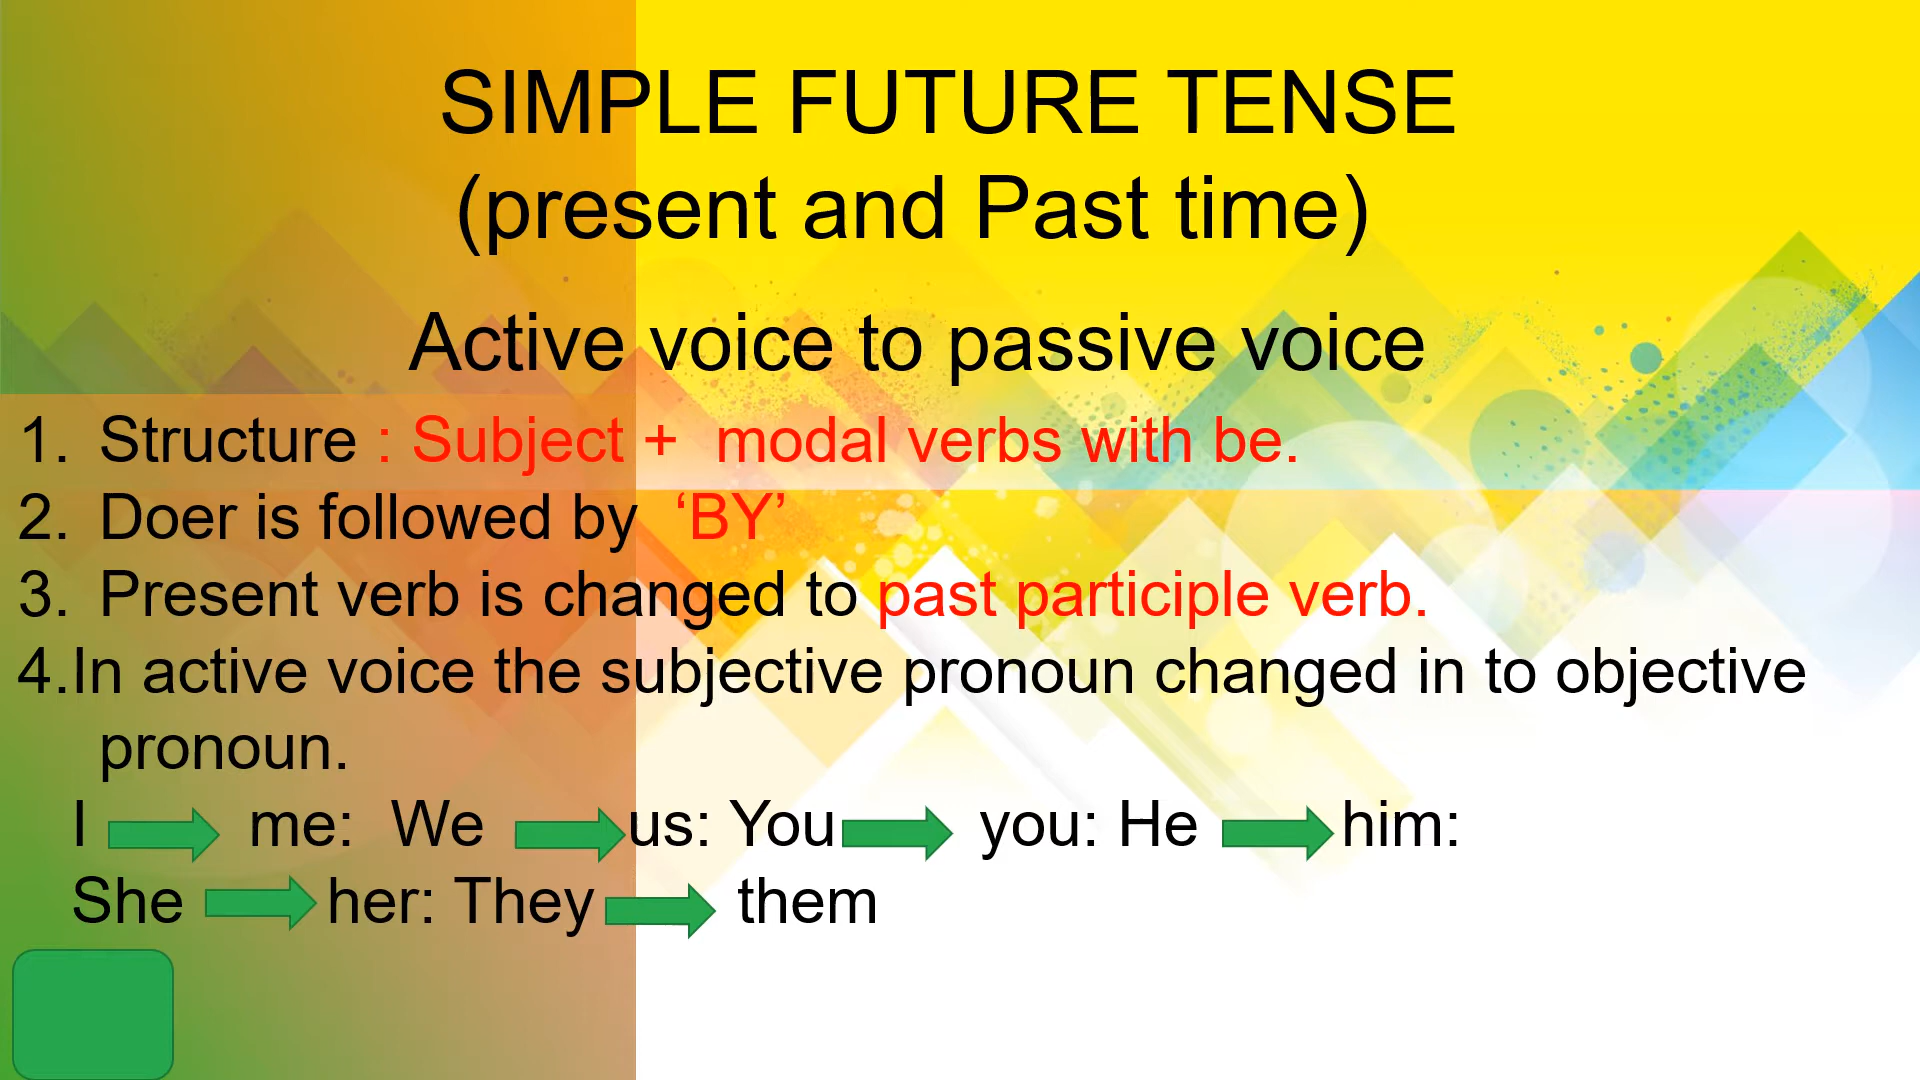 SIMPLE FUTURE TENSE
(present and Past time)
Active voice to passive voice
1. Structure : Subject + modal verbs with be.
2. Doer is followed by ‘BY’
3. Present verb is changed to past participle verb.
4.In active voice the subjective pronoun changed in to objective
pronoun.
I me: We us: You you: He him:
She her: They them